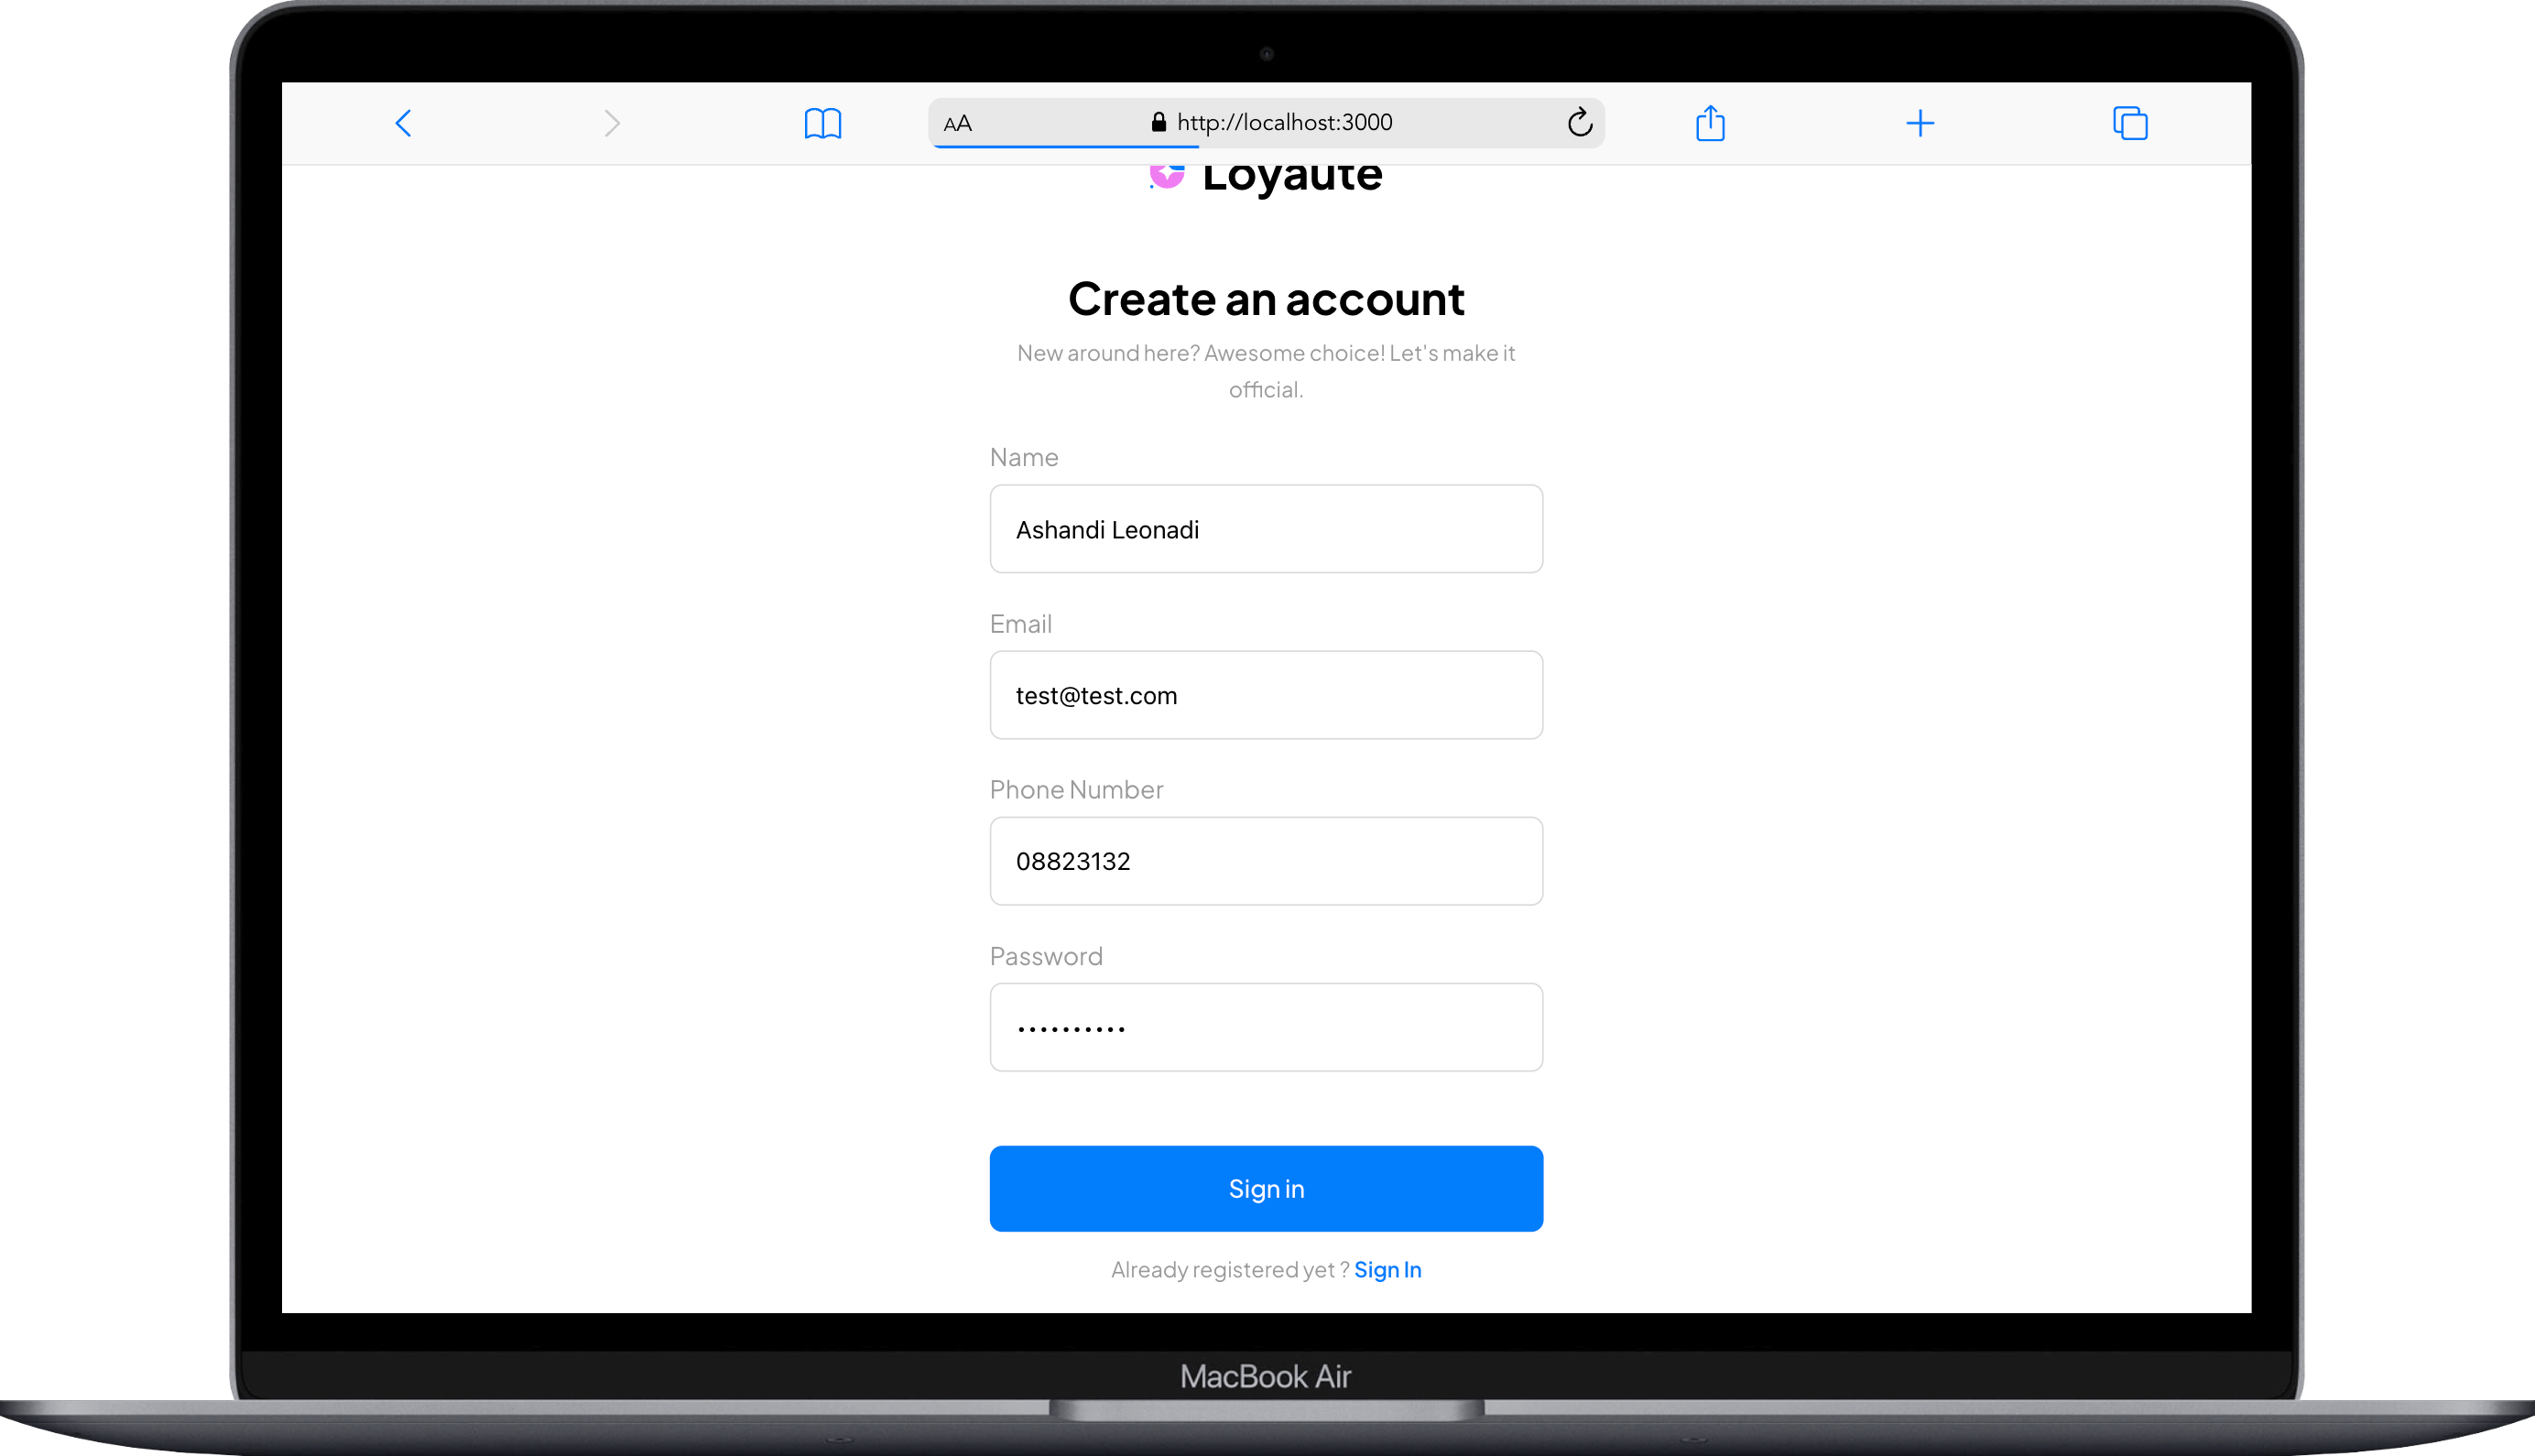 AA http://localhost:3000
Loyaute
Create an account
New around here? Awesome choice! Let's make it
official.
Name
Ashandi Leonadi
Email
test@test.com
Phone Number
08823132
Password
••••••••••
Sign in
Already registered yet ? Sign In
MacBook Air